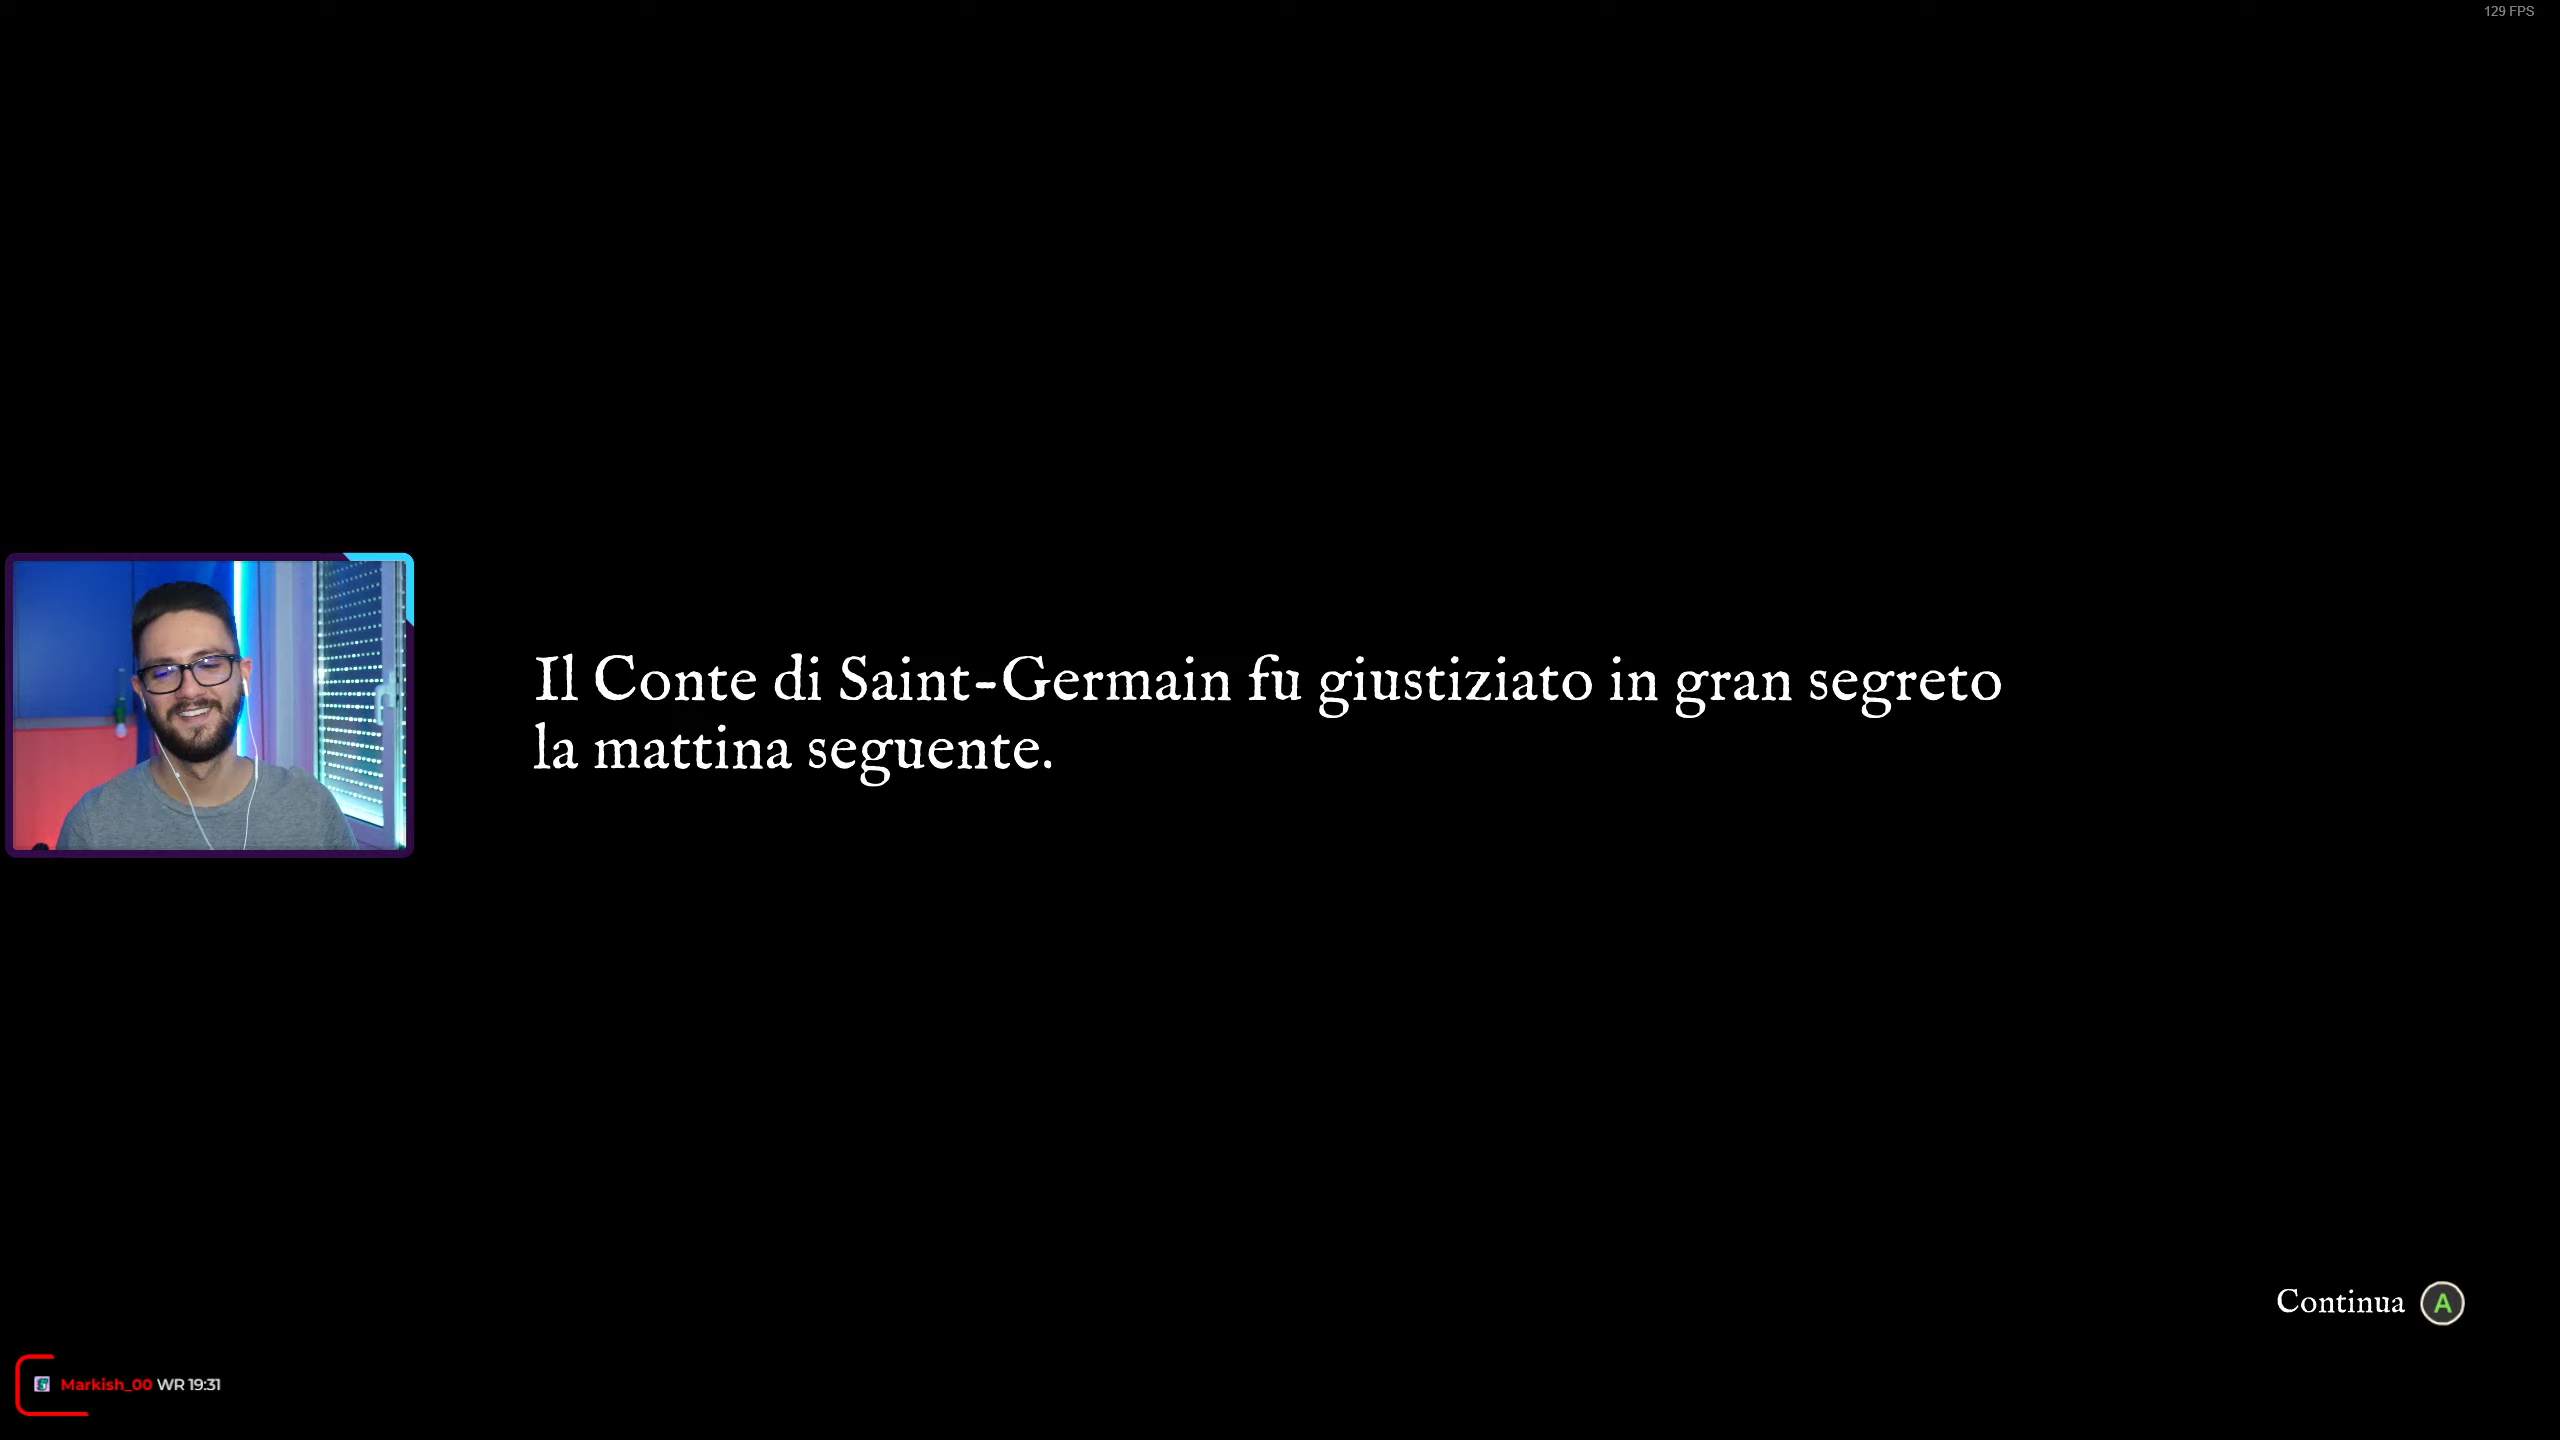 129 FPS
Il Conte di Saint-Germain fu giustiziato in gran segreto
la mattina seguente.
Continua A
Markish_00 WR 19:31